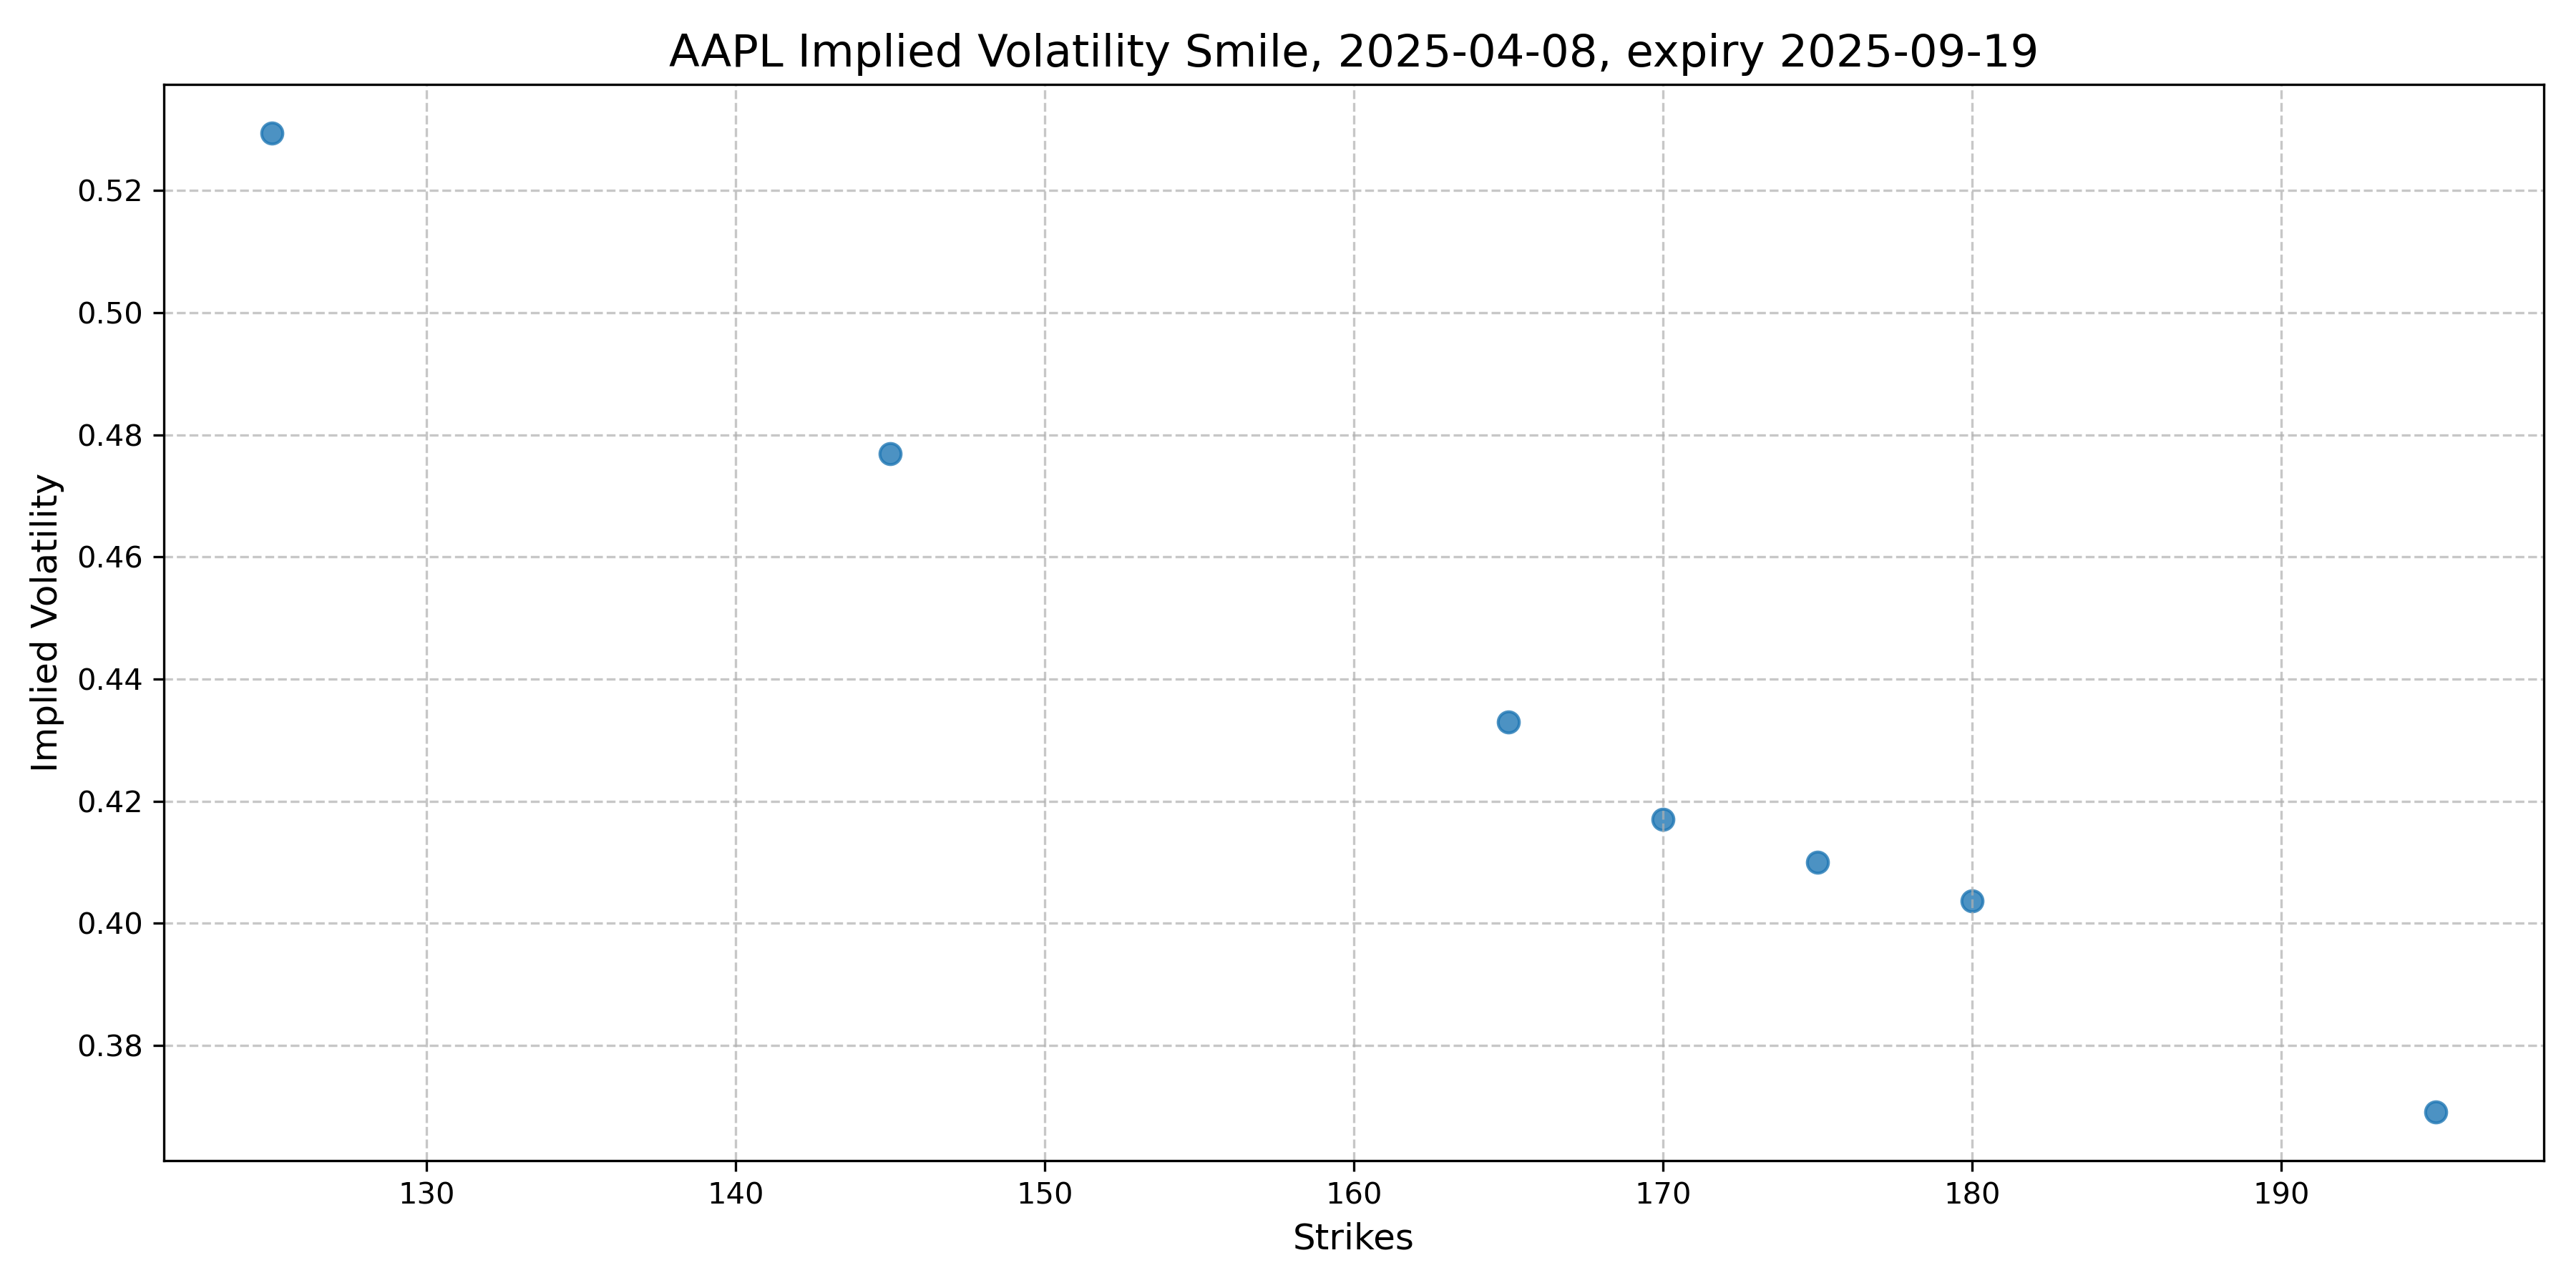 AAPL Implied Volatility Smile, 2025-04-08, expiry 2025-09-19
Implied Volatility
0.52
0.50
0.48
0.46
0.44
0.42
0.40
0.38
130 140 150 160 170 180 190
Strikes